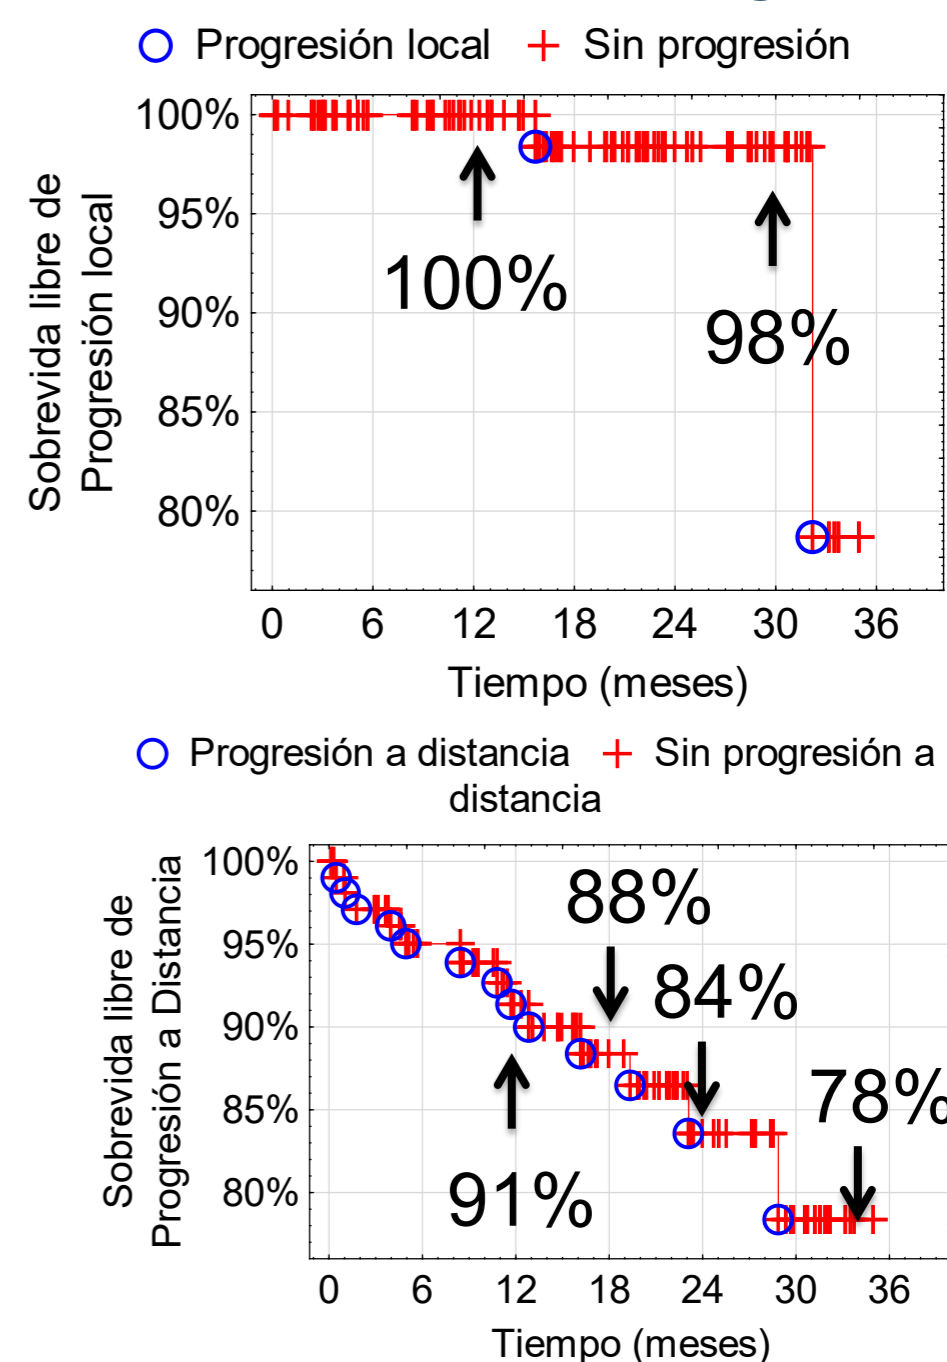 Progresión local Sin progresión
100%
95%
90%
85%
80%
Sobrevida libre de
Progresión local
100%
98%
0 6 12 18 24 30 36
Tiempo (meses)
Progresión a distancia Sin progresión a
distancia
100%
95%
90%
85%
80%
Sobrevida libre de
Progresión a Distancia
88%
84%
78%
91%
0 6 12 18 24 30 36
Tiempo (meses)